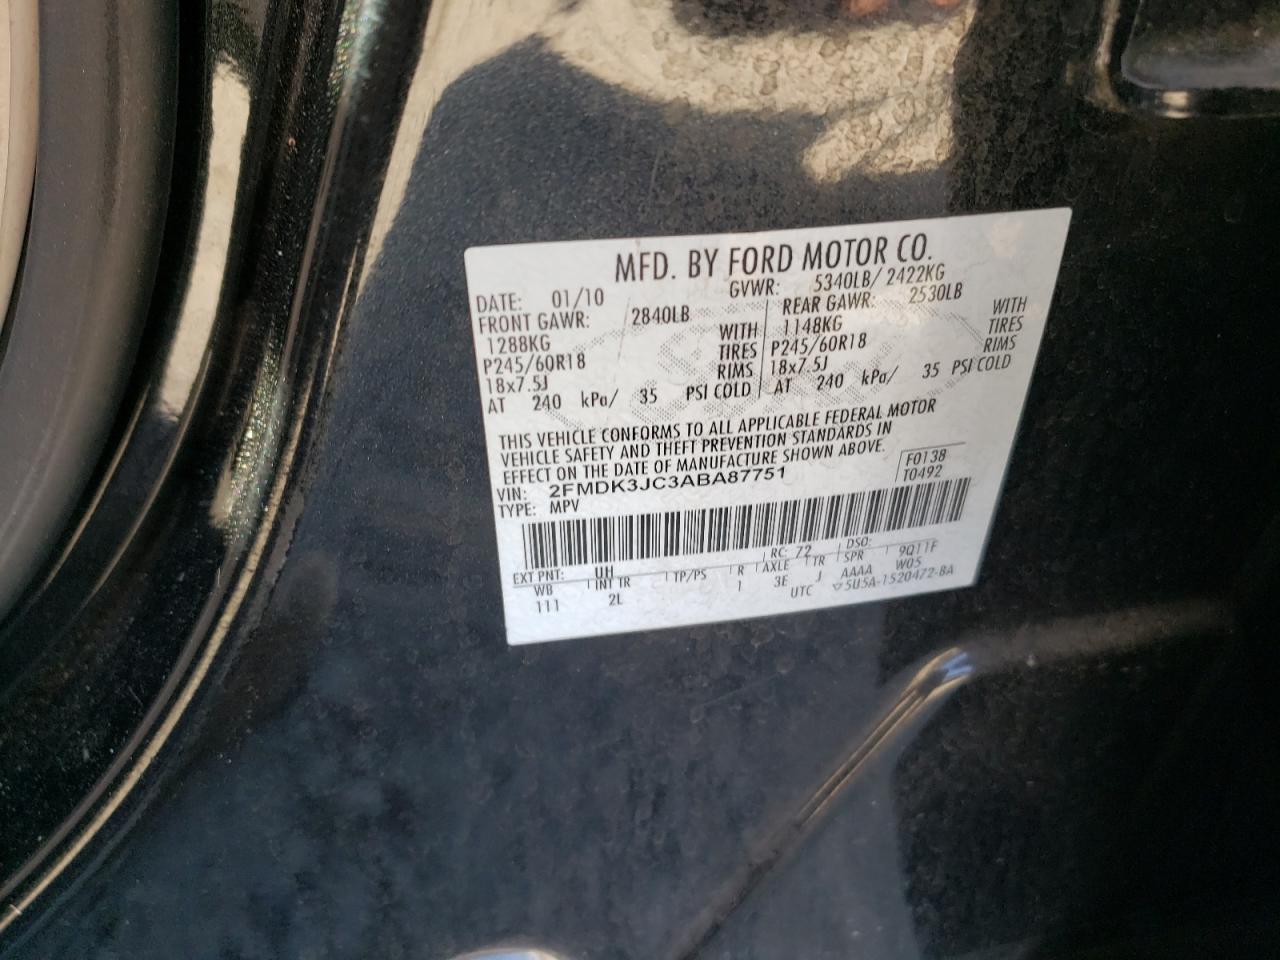 MFD. BY FORD MOTOR CO.
DATE: 01/10 GVWR: 5340LB/ 2422KG
FRONT GAWR: 2840LB REAR GAWR: 2530LB
1288KG WITH 1148KG WITH
P245/60R18 TIRES P245/60R18 TIRES
18x7.5J RIMS 18x7.5J RIMS
AT 240 kPa/ 35 PSI COLD AT 240 kPa/ 35 PSI COLD
THIS VEHICLE CONFORMS TO ALL APPLICABLE FEDERAL MOTOR
VEHICLE SAFETY AND THEFT PREVENTION STANDARDS IN
EFFECT ON THE DATE OF MANUFACTURE SHOWN ABOVE.
VIN: 2FMDK3JC3ABA87751 F0138
TYPE: MPV T0492
EXT PNT: UH RC: 72 DSO:
WB INT TR TP/PS R AXLE TR SPR 9Q11F
111 2L 1 3E J AAAA W05
UTC ▽5U5A-1520472-BA